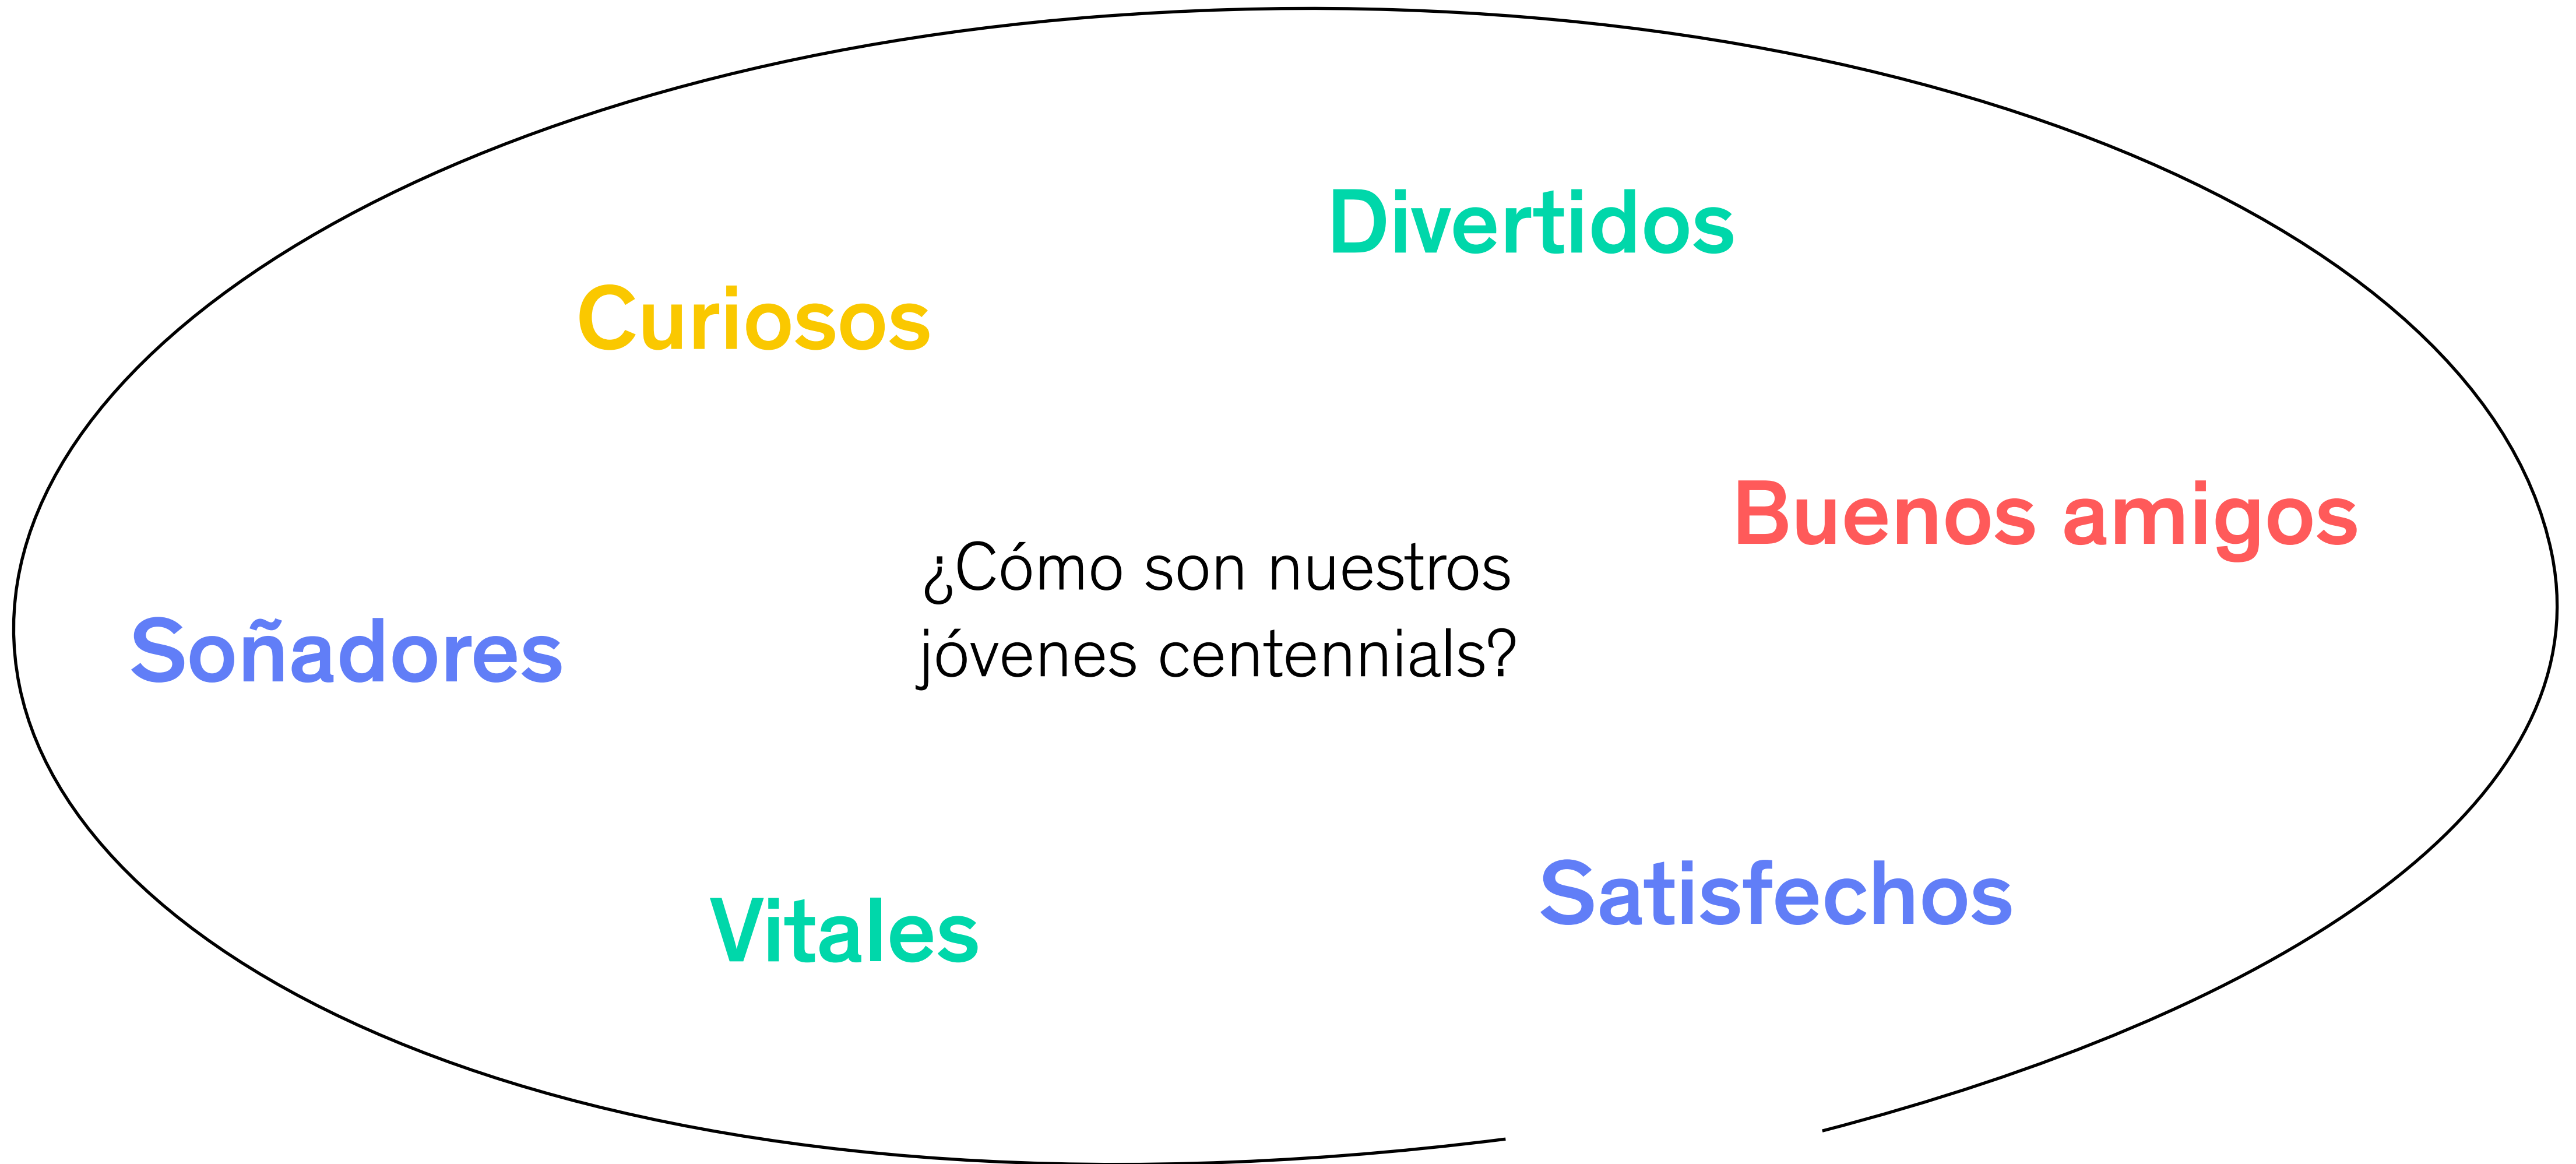 Divertidos
Curiosos
Buenos amigos
¿Cómo son nuestros
jóvenes centennials?
Soñadores
Satisfechos
Vitales